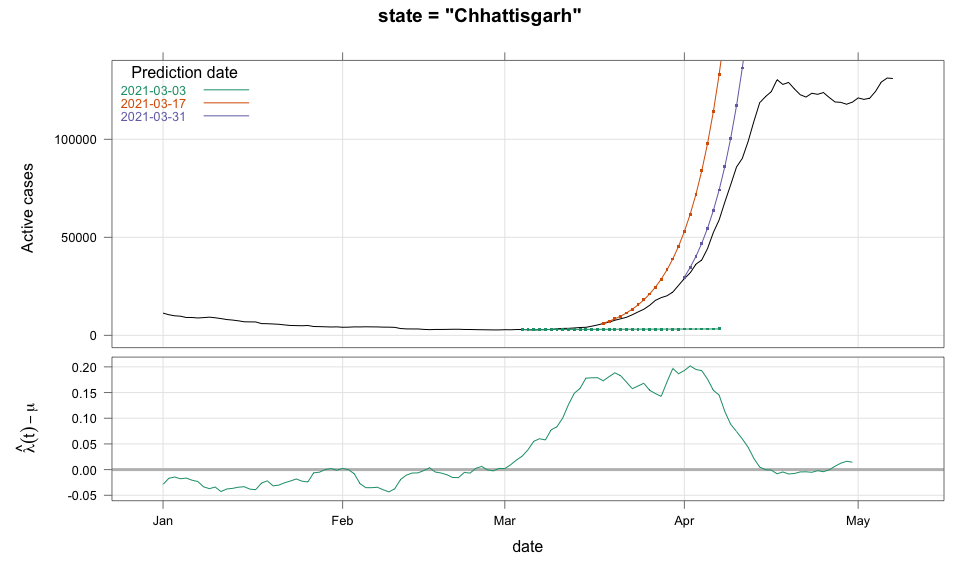 state = "Chhattisgarh"
Prediction date
2021-03-03
2021-03-17
2021-03-31
Active cases
100000
50000
0
λ̂(t) − μ
0.20
0.15
0.10
0.05
0.00
-0.05
Jan Feb Mar Apr May
date